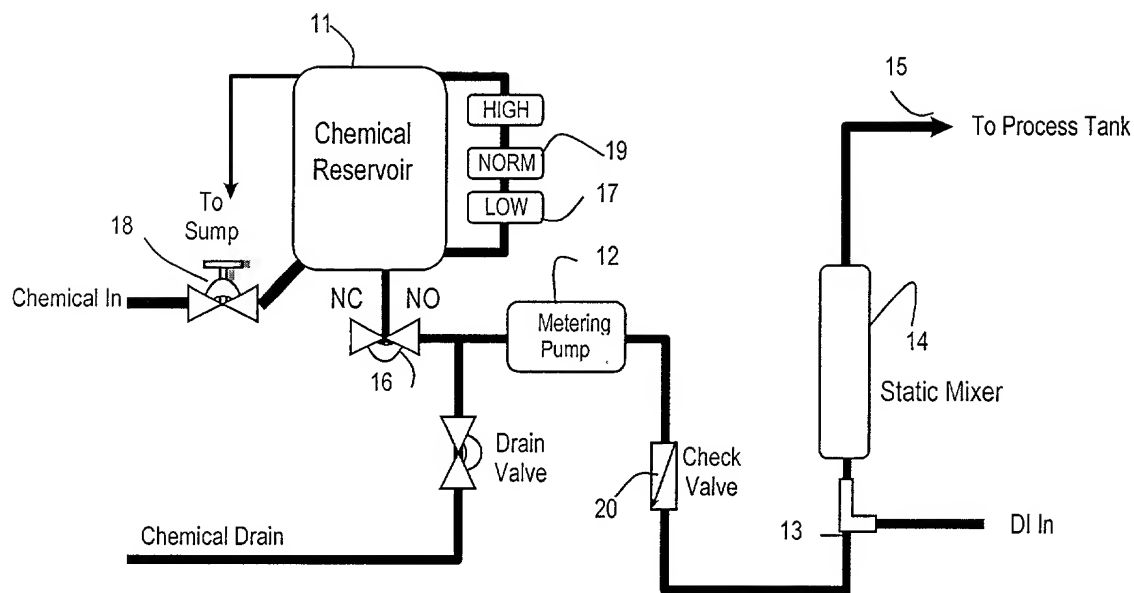 11
Chemical
Reservoir
HIGH
NORM
LOW
19
17
15
To Process Tank
To
Sump
18
Chemical In
NC
NO
16
12
Metering
Pump
14
Static Mixer
Drain
Valve
Check
Valve
20
13
DI In
Chemical Drain